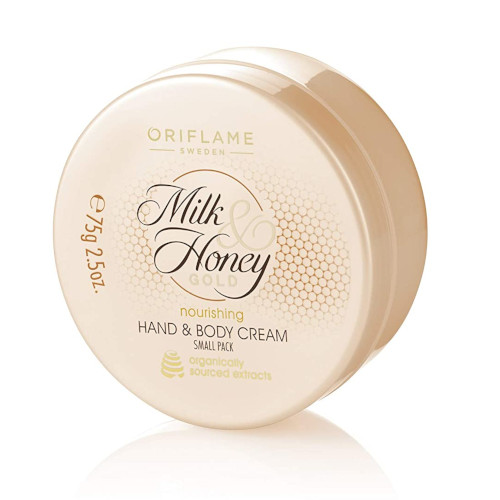 ORIFLAME
SWEDEN
Milk &
Honey
GOLD
nourishing
HAND & BODY CREAM
SMALL PACK
organically
sourced extracts
℮ 75g 2.5oz.